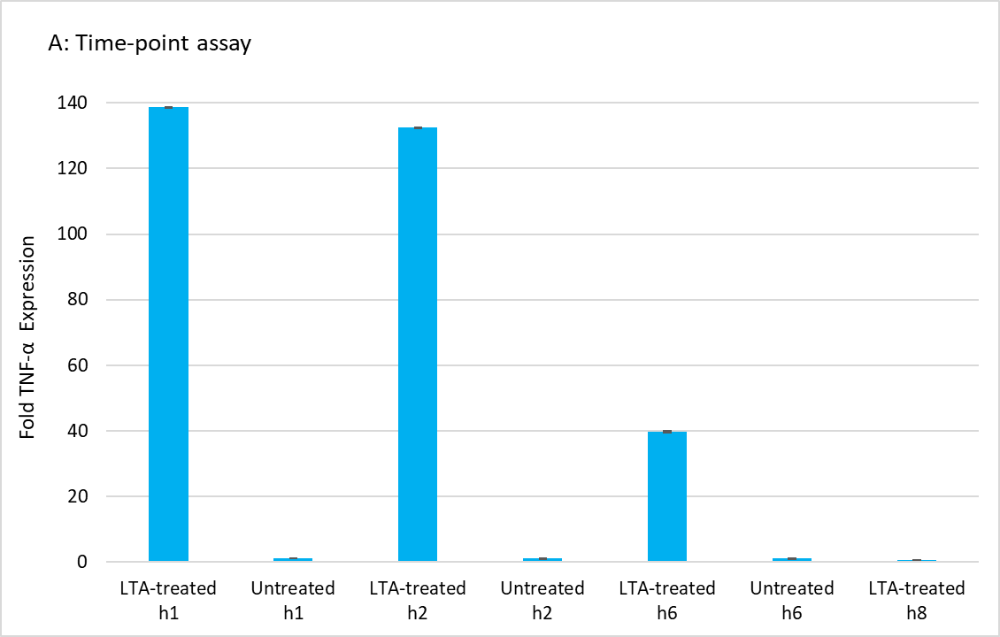 A: Time-point assay
Fold TNF-α Expression
140
120
100
80
60
40
20
0
LTA-treated h1
Untreated h1
LTA-treated h2
Untreated h2
LTA-treated h6
Untreated h6
LTA-treated h8